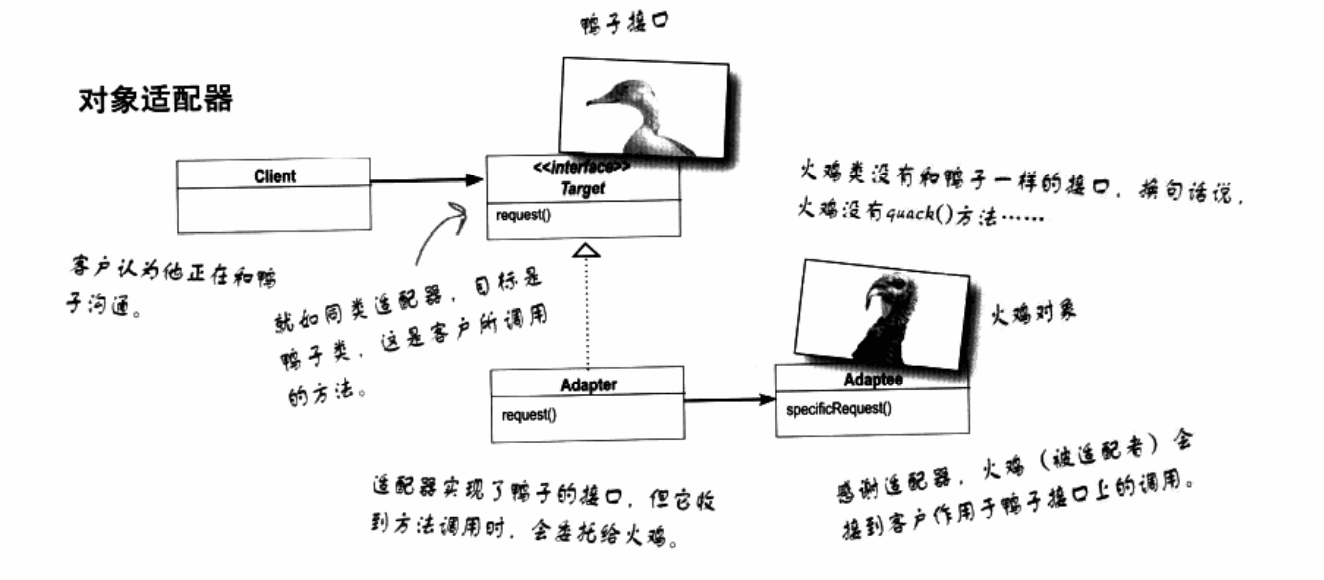 鸭子接口
对象适配器
Client
<<interface>>
Target
request()
火鸡类没有和鸭子一样的接口，换句话说，
火鸡没有quack()方法……
客户认为他正在和鸭
子沟通。
就如同类适配器，目标是
鸭子类，这是客户所调用
的方法。
火鸡对象
Adapter
request()
Adaptee
specificRequest()
适配器实现了鸭子的接口，但它收
到方法调用时，会委托给火鸡。
感谢适配器，火鸡（被适配者）会
接到客户作用于鸭子接口上的调用。